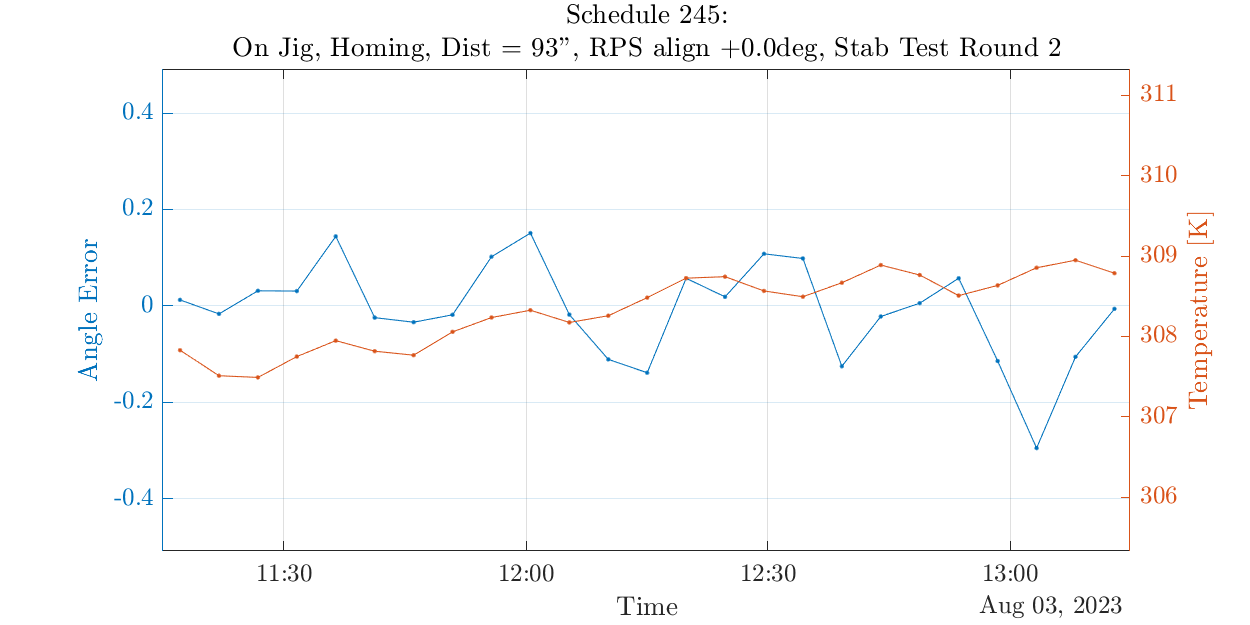 Schedule 245:
On Jig, Homing, Dist = 93", RPS align +0.0deg, Stab Test Round 2
0.4
0.2
0
-0.2
-0.4
Angle Error
311
310
309
308
307
306
Temperature [K]
11:30
12:00
12:30
13:00
Time
Aug 03, 2023